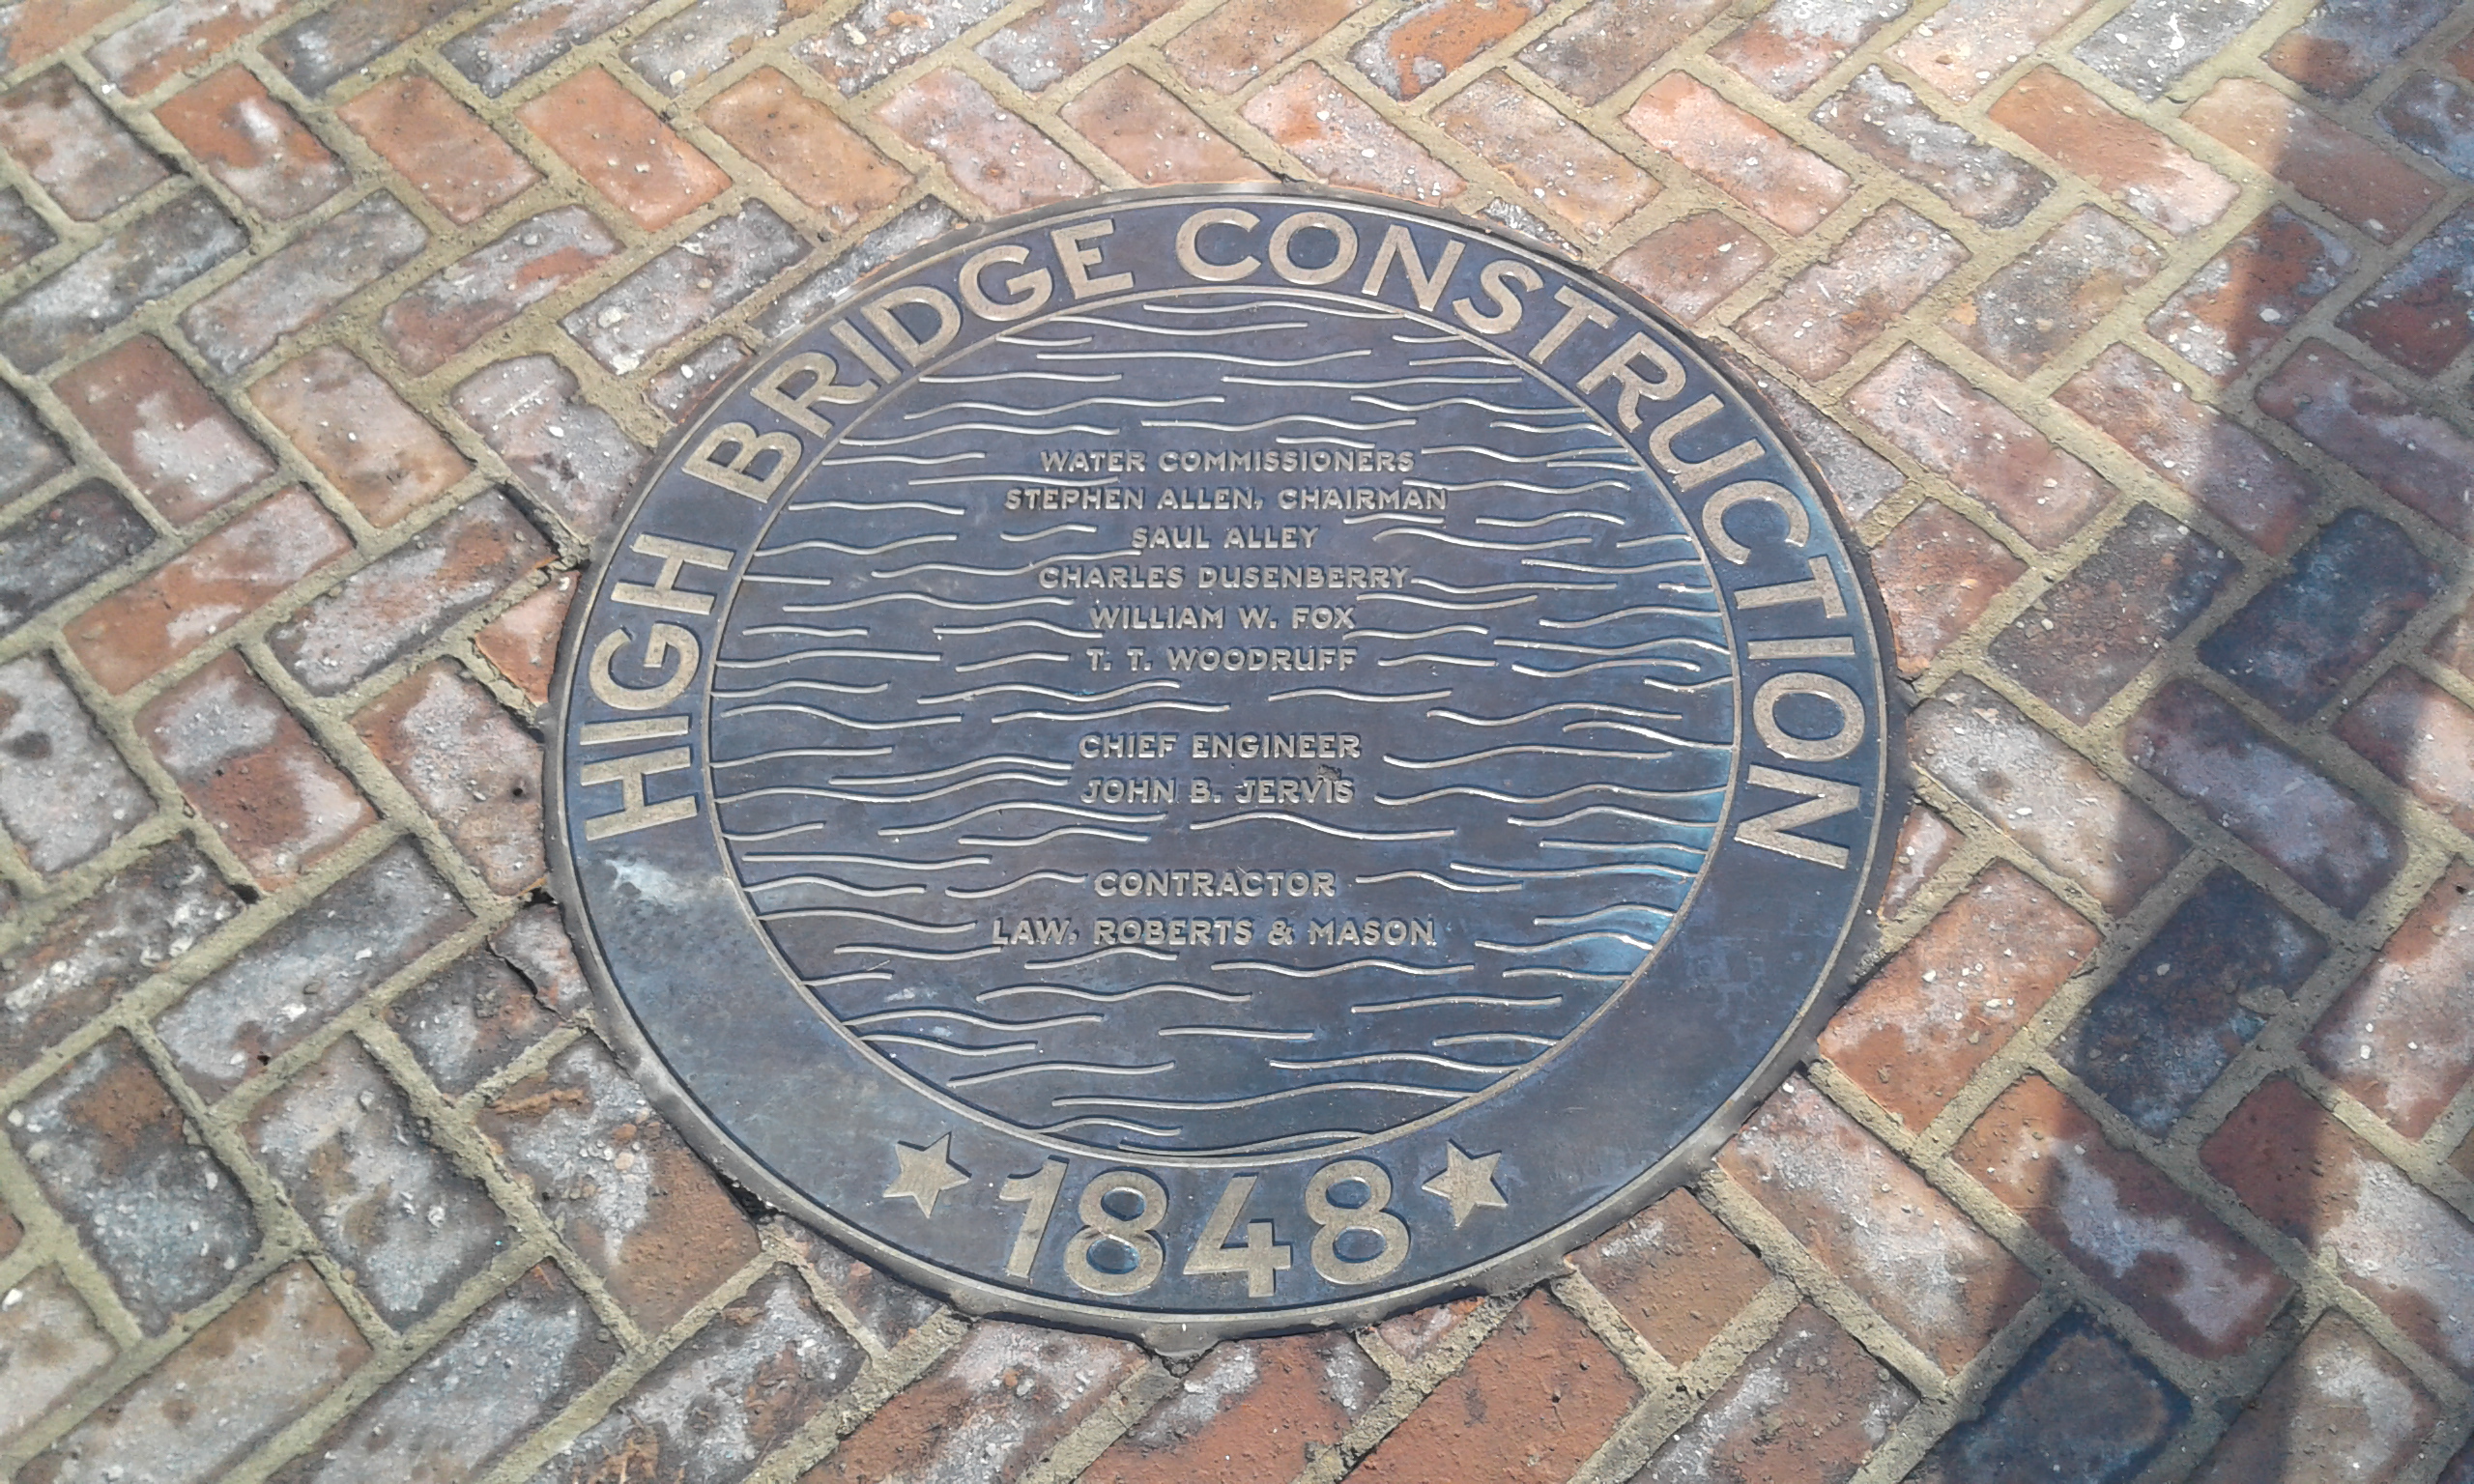 HIGH BRIDGE CONSTRUCTION
WATER COMMISSIONERS
STEPHEN ALLEN, CHAIRMAN
SAUL ALLEY
CHARLES DUSENBERRY
WILLIAM W. FOX
T. T. WOODRUFF
CHIEF ENGINEER
JOHN B. JERVIS
CONTRACTOR
LAW, ROBERTS & MASON
1848